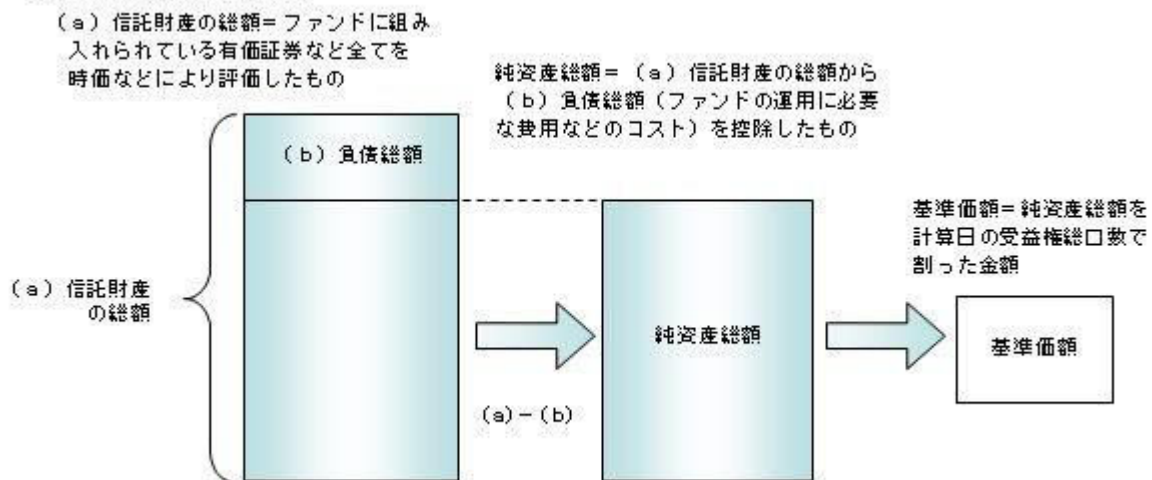 (a)信託財産の総額=ファンドに組み
入れられている有価証券など全てを
時価などにより評価したもの
純資産総額=(a)信託財産の総額から
(b)負債総額(ファンドの運用に必要
な費用などのコスト)を控除したもの
(b)負債総額
基準価額=純資産総額を
計算日の受益権総口数で
割った金額
(a)信託財産
の総額
純資産総額
基準価額
(a)-(b)